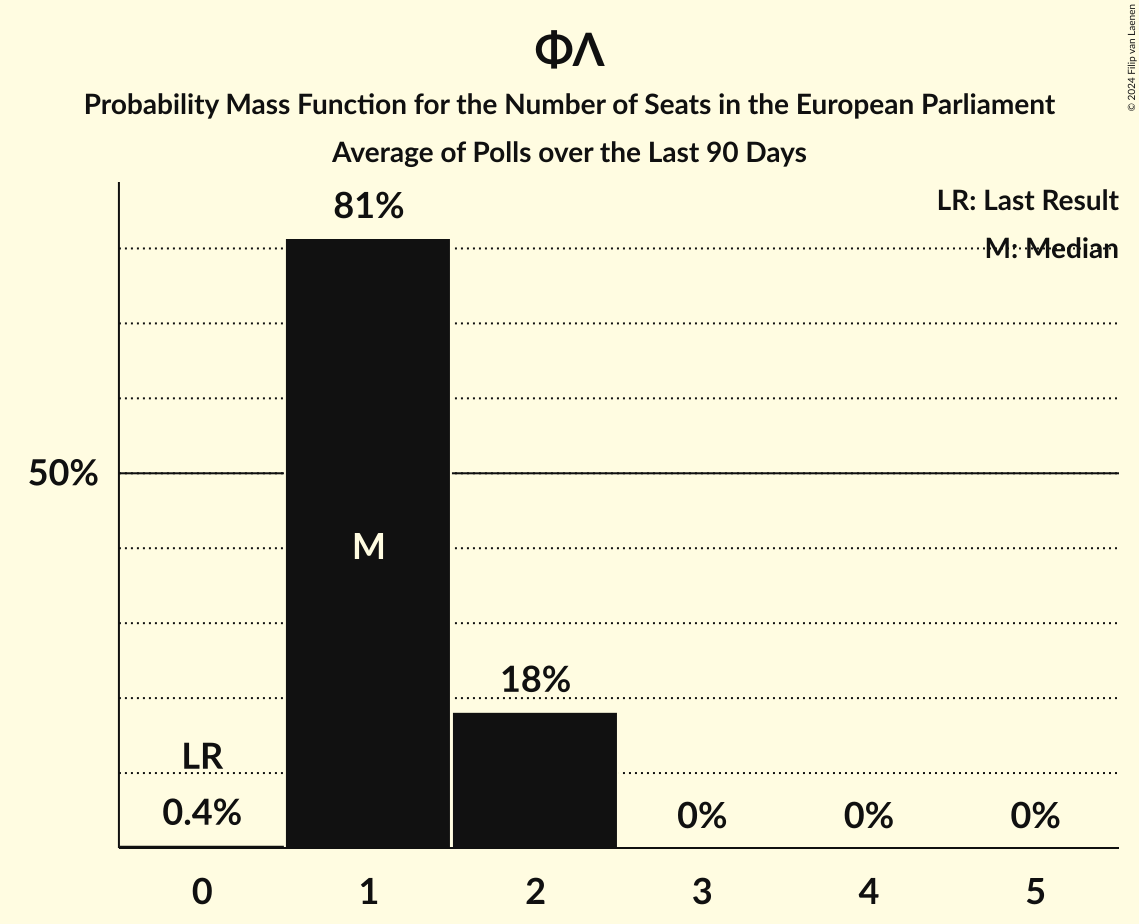 ΦΛ
Probability Mass Function for the Number of Seats in the European Parliament
Average of Polls over the Last 90 Days
© 2024 Filip van Laenen
LR: Last Result
M: Median
81%
50%
M
18%
LR
0.4%
0%
0%
0%
0
1
2
3
4
5